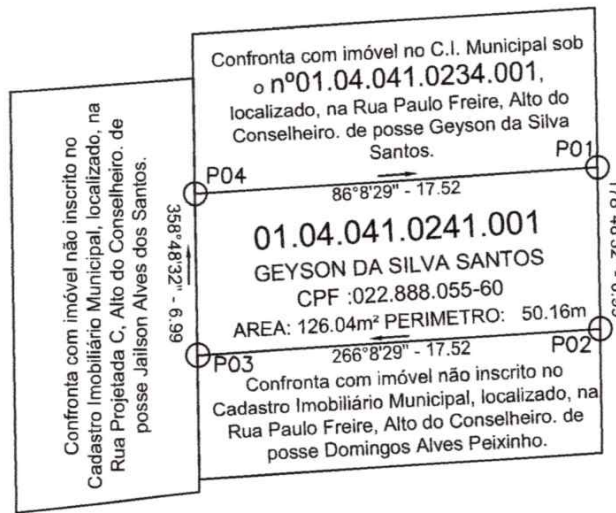 Confronta com imóvel no C.I. Municipal sob
o nº01.04.041.0234.001,
localizado, na Rua Paulo Freire, Alto do
Conselheiro. de posse Geyson da Silva
Santos.
Confronta com imóvel não inscrito no
Cadastro Imobiliário Municipal, localizado, na
Rua Projetada C, Alto do Conselheiro. de
posse Jailson Alves dos Santos.
P04
P01
86°8'29" - 17.52
358°48'32" - 6.99
01.04.041.0241.001
GEYSON DA SILVA SANTOS
CPF :022.888.055-60
AREA: 126.04m² PERIMETRO: 50.16m
P03
266°8'29" - 17.52
P02
Confronta com imóvel não inscrito no
Cadastro Imobiliário Municipal, localizado, na
Rua Paulo Freire, Alto do Conselheiro. de
posse Domingos Alves Peixinho.